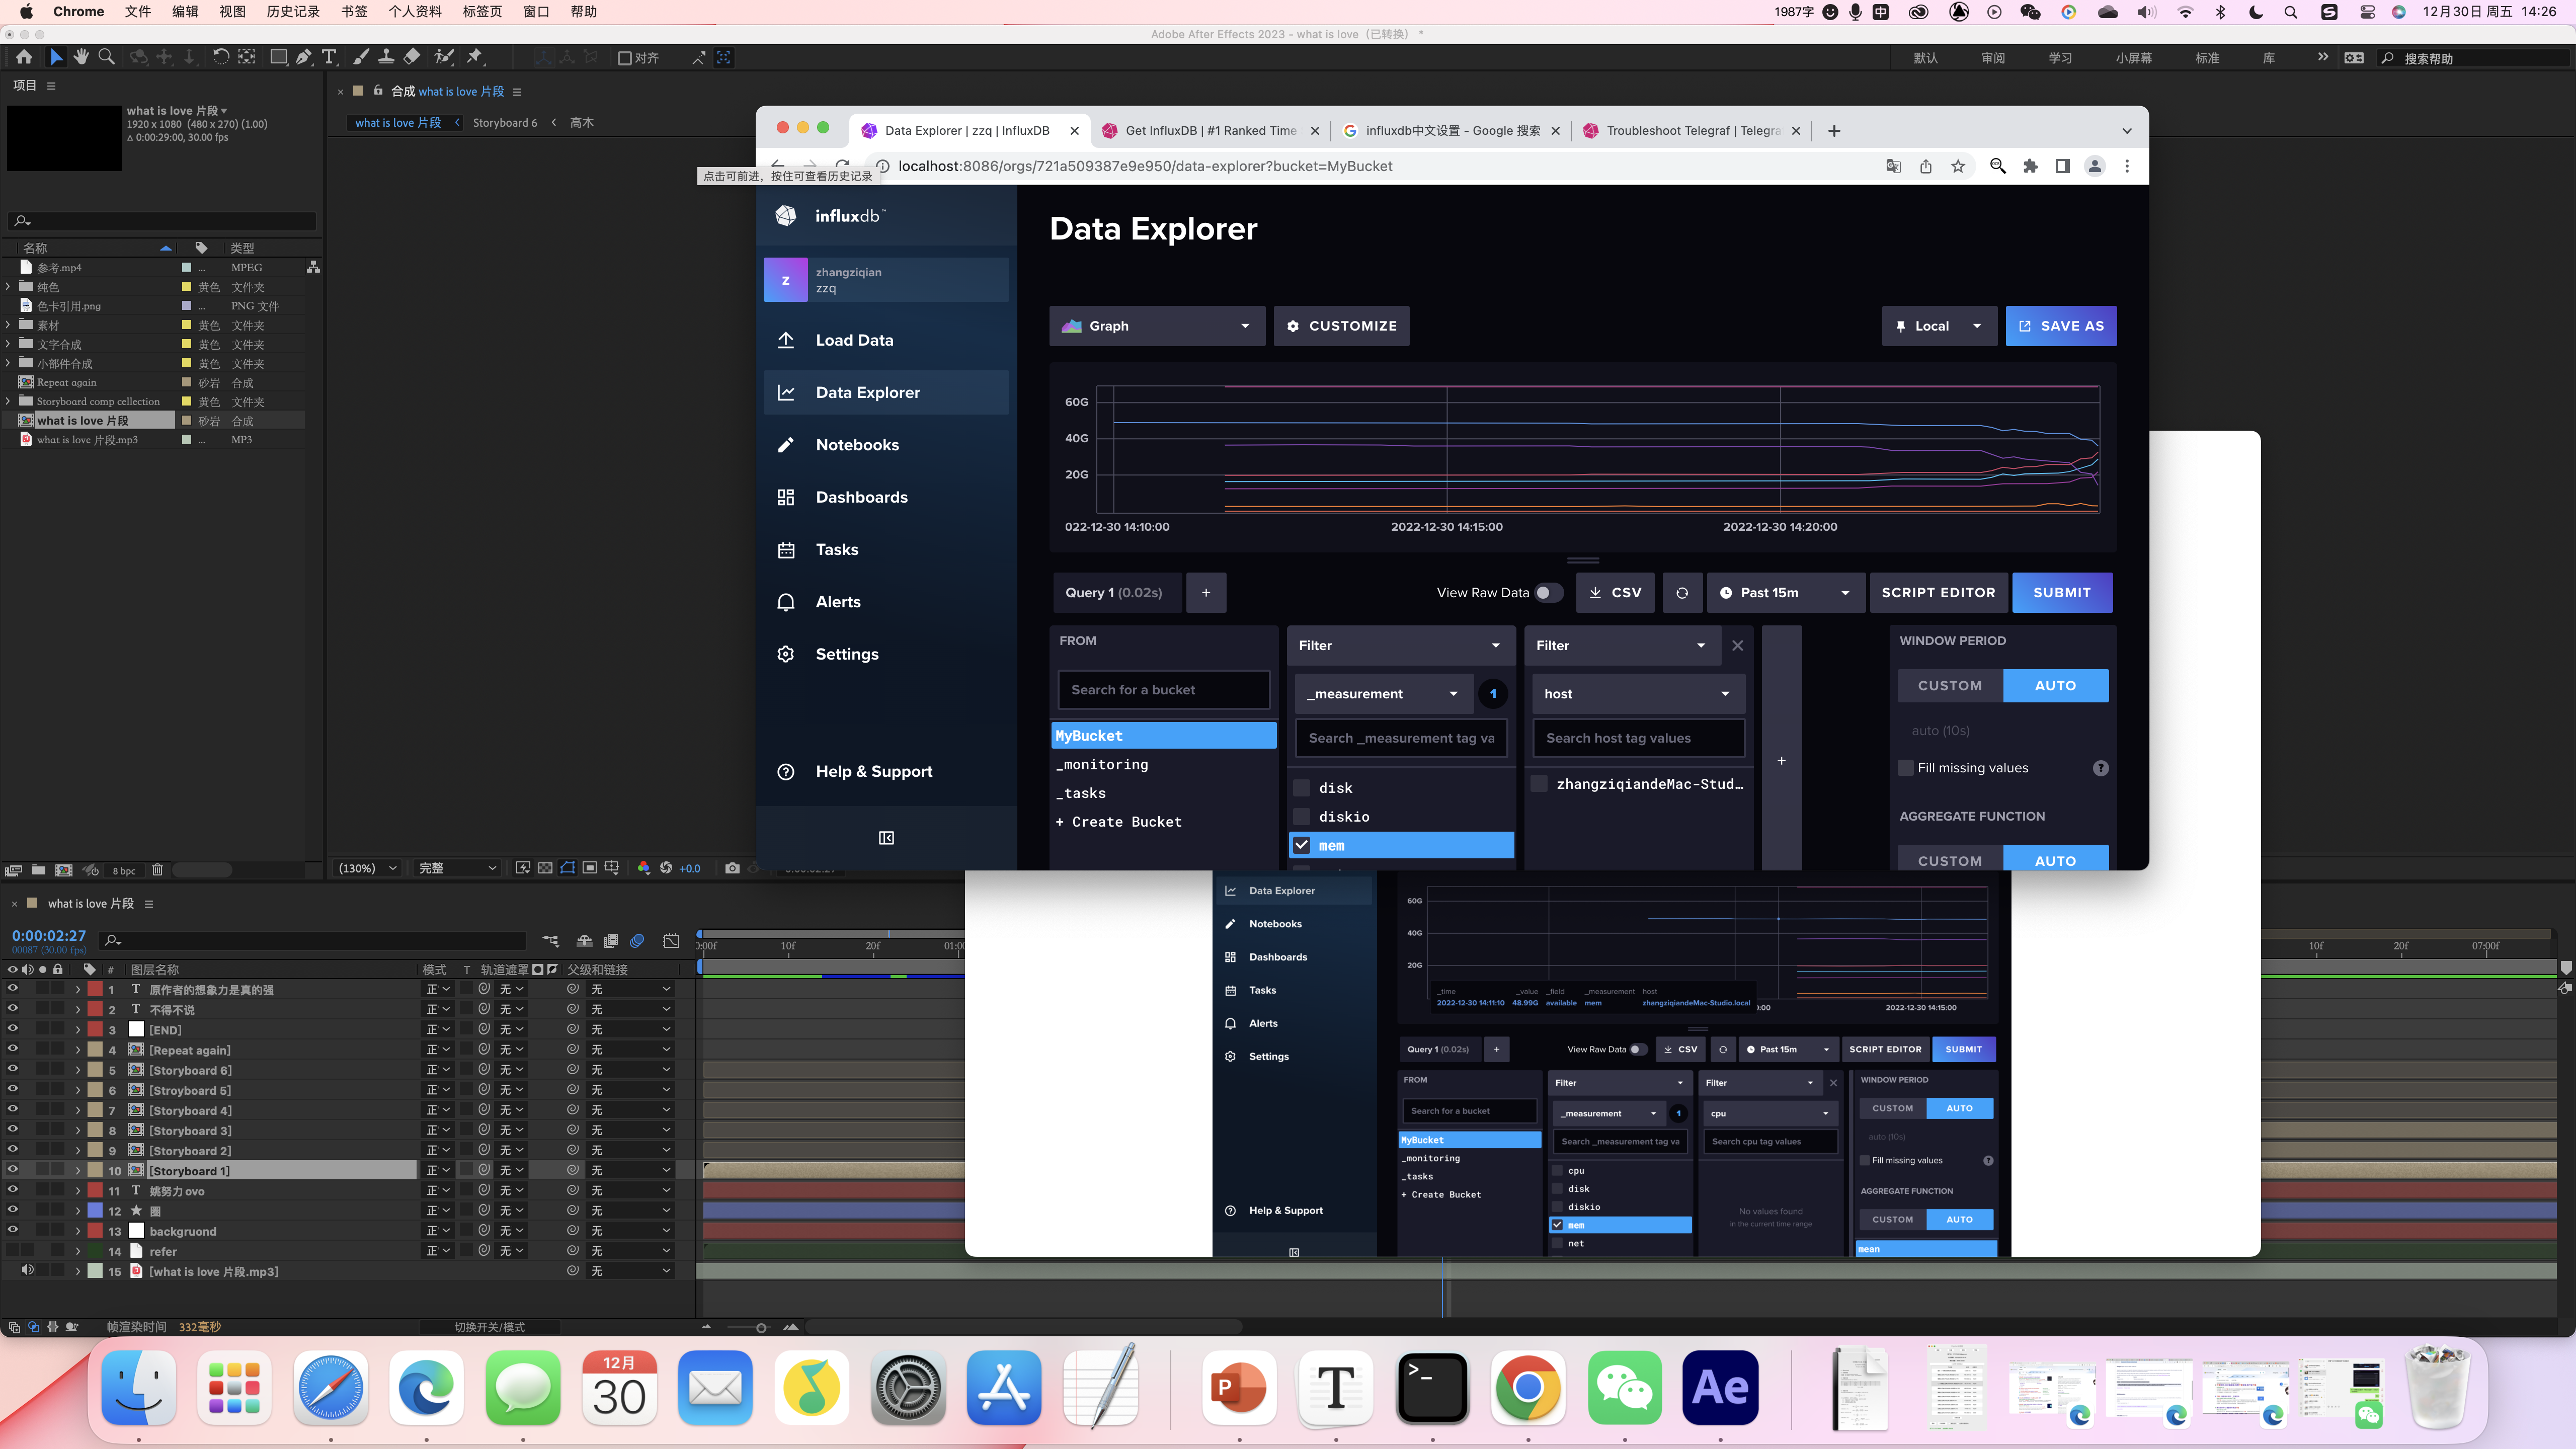 Chrome 文件 编辑 视图 历史记录 书签 个人资料 标签页 窗口 帮助 1987字 中 12月30日 周五 14:26
Adobe After Effects 2023 - what is love（已转换） *
对齐 默认 审阅 学习 小屏幕 标准 库 搜索帮助
项目
what is love 片段
1920 x 1080 (480 x 270) (1.00)
Δ 0:00:29:00, 30.00 fps
名称 类型
参考.mp4 ... MPEG
纯色 黄色 文件夹
色卡引用.png ... PNG 文件
素材 黄色 文件夹
文字合成 黄色 文件夹
小部件合成 黄色 文件夹
Repeat again 砂岩 合成
Storyboard comp cellection 黄色 文件夹
what is love 片段 砂岩 合成
what is love 片段.mp3 ... MP3
8 bpc
合成 what is love 片段
what is love 片段 Storyboard 6 高木
(130%) 完整 +0.0
Data Explorer | zzq | InfluxDB
Get InfluxDB | #1 Ranked Time
influxdb中文设置 - Google 搜索
Troubleshoot Telegraf | Telegra
localhost:8086/orgs/721a509387e9e950/data-explorer?bucket=MyBucket
点击可前进，按住可查看历史记录
influxdb™
z
zhangziqian
zzq
Load Data
Data Explorer
Notebooks
Dashboards
Tasks
Alerts
Settings
Help & Support
Data Explorer
Graph CUSTOMIZE Local SAVE AS
60G
40G
20G
022-12-30 14:10:00 2022-12-30 14:15:00 2022-12-30 14:20:00
Query 1 (0.02s) + View Raw Data CSV Past 15m SCRIPT EDITOR SUBMIT
FROM
Search for a bucket
MyBucket
_monitoring
_tasks
+ Create Bucket
Filter
_measurement 1
Search _measurement tag va
disk
diskio
mem
Filter
host
Search host tag values
zhangziqiandeMac-Stud…
+
WINDOW PERIOD
CUSTOM AUTO
auto (10s)
Fill missing values ?
AGGREGATE FUNCTION
CUSTOM AUTO
Data Explorer
Notebooks
Dashboards
Tasks
Alerts
Settings
Help & Support
60G
40G
20G
_time _value _field _measurement host
2022-12-30 14:11:10 48.99G available mem zhangziqiandeMac-Studio.local
0:00 2022-12-30 14:15:00
Query 1 (0.02s) + View Raw Data CSV Past 15m SCRIPT EDITOR SUBMIT
FROM
Search for a bucket
MyBucket
_monitoring
_tasks
+ Create Bucket
Filter
_measurement 1
Search _measurement tag va
cpu
disk
diskio
mem
net
Filter
cpu
Search cpu tag values
No values found
in the current time range
WINDOW PERIOD
CUSTOM AUTO
auto (10s)
Fill missing values ?
AGGREGATE FUNCTION
CUSTOM AUTO
mean
what is love 片段
0:00:02:27
00087 (30.00 fps)
10f 20f 01:00 10f 20f 07:00f
# 图层名称 模式 T 轨道遮罩 父级和链接
1 T 原作者的想象力是真的强 正 无 无
2 T 不得不说 正 无 无
3 [END] 正 无 无
4 [Repeat again] 正 无 无
5 [Storyboard 6] 正 无 无
6 [Stroyboard 5] 正 无 无
7 [Storyboard 4] 正 无 无
8 [Storyboard 3] 正 无 无
9 [Storyboard 2] 正 无 无
10 [Storyboard 1] 正 无 无
11 T 姚努力 ovo 正 无 无
12 圈 正 无 无
13 backgruond 正 无 无
14 refer 正 无 无
15 [what is love 片段.mp3] 无
帧渲染时间 332毫秒 切换开关/模式
12月
30
P
T
>_
Ae